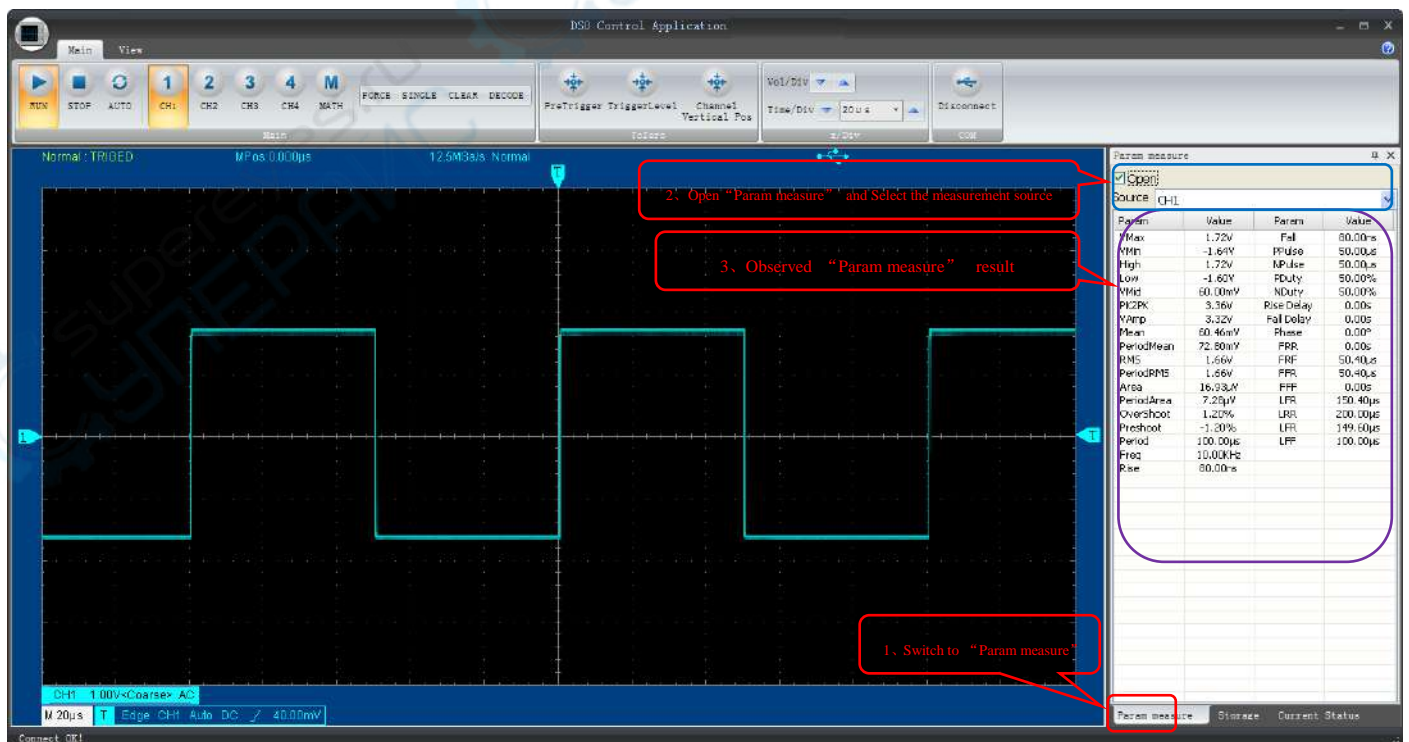 DSO Control Application
Main View
RUN STOP AUTO 1 CH1 2 CH2 3 CH3 4 CH4 M MATH FORCE SINGLE CLEAR DECODE
Main
PreTrigger TriggerLevel Channel Vertical Pos
Vol/Div
Time/Div 20us
x/Div
Disconnect
COM
Normal : TRIGED MPos:0.000μs 12.5MSa/s Normal
T
2、Open “Param measure” and Select the measurement source
3、Observed “Param measure” result
1
T
1、Switch to “Param measure”
CH1 1.00V<Coarse> AC
M 20μs T Edge CH1 Auto DC 40.00mV
Param measure
Open
Source CH1
Param Value Param Value
VMax 1.72V Fall 80.00ns
VMin -1.64V PPulse 50.00μs
High 1.72V NPulse 50.00μs
Low -1.60V PDuty 50.00%
VMid 60.00mV NDuty 50.00%
PK2PK 3.36V Rise Delay 0.00s
VAmp 3.32V Fall Delay 0.00s
Mean 60.46mV Phase 0.00°
PeriodMean 72.80mV FRR 0.00s
RMS 1.66V FRF 50.40μs
PeriodRMS 1.66V FFR 50.40μs
Area 16.93μV FFF 0.00s
PeriodArea 7.28μV LFR 150.40μs
OverShoot 1.20% LRR 200.00μs
Preshoot -1.20% LFR 149.60μs
Period 100.00μs LFF 100.00μs
Freq 10.00KHz
Rise 80.00ns
Param measure Storage Current Status
Connect OK!